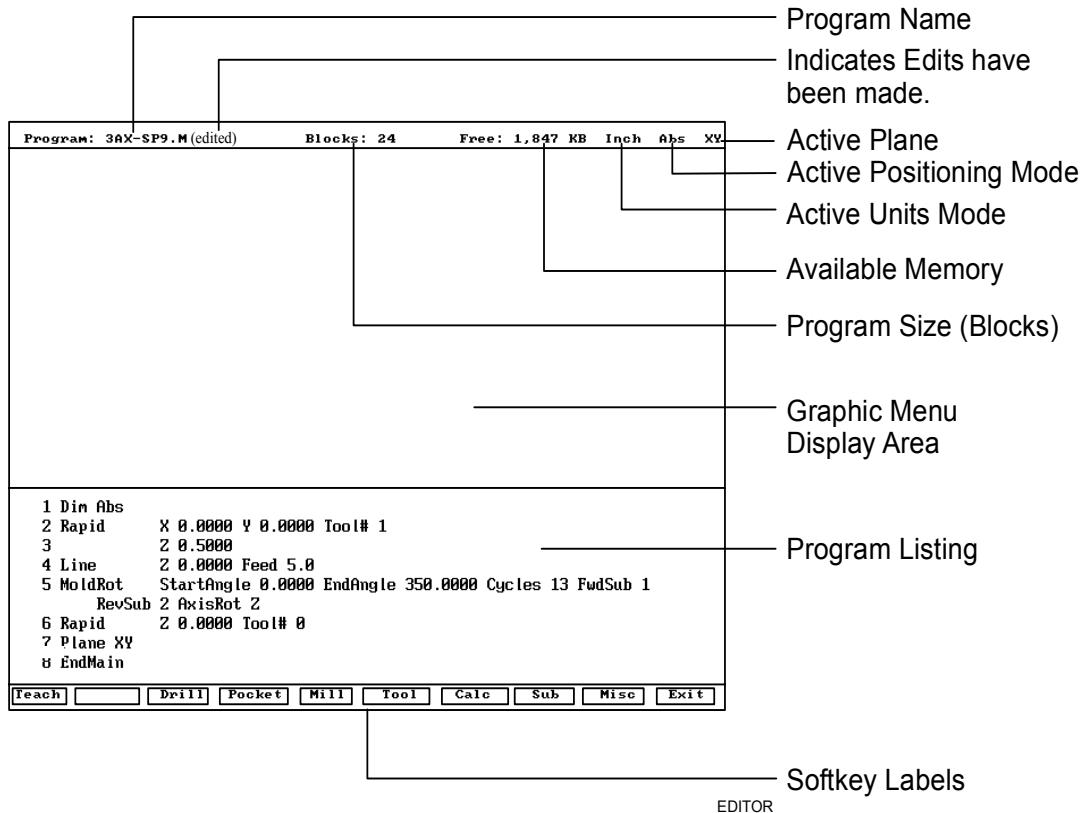 Program Name
Indicates Edits have
been made.
Program: 3AX-SP9.M (edited) Blocks: 24 Free: 1,847 KB Inch Abs XY
Active Plane
Active Positioning Mode
Active Units Mode
Available Memory
Program Size (Blocks)
Graphic Menu
Display Area
1 Dim Abs
2 Rapid X 0.0000 Y 0.0000 Tool# 1
3 Z 0.5000
4 Line Z 0.0000 Feed 5.0
5 MoldRot StartAngle 0.0000 EndAngle 350.0000 Cycles 13 FwdSub 1
RevSub 2 AxisRot Z
6 Rapid Z 0.0000 Tool# 0
7 Plane XY
8 EndMain
Program Listing
Teach Drill Pocket Mill Tool Calc Sub Misc Exit
Softkey Labels
EDITOR